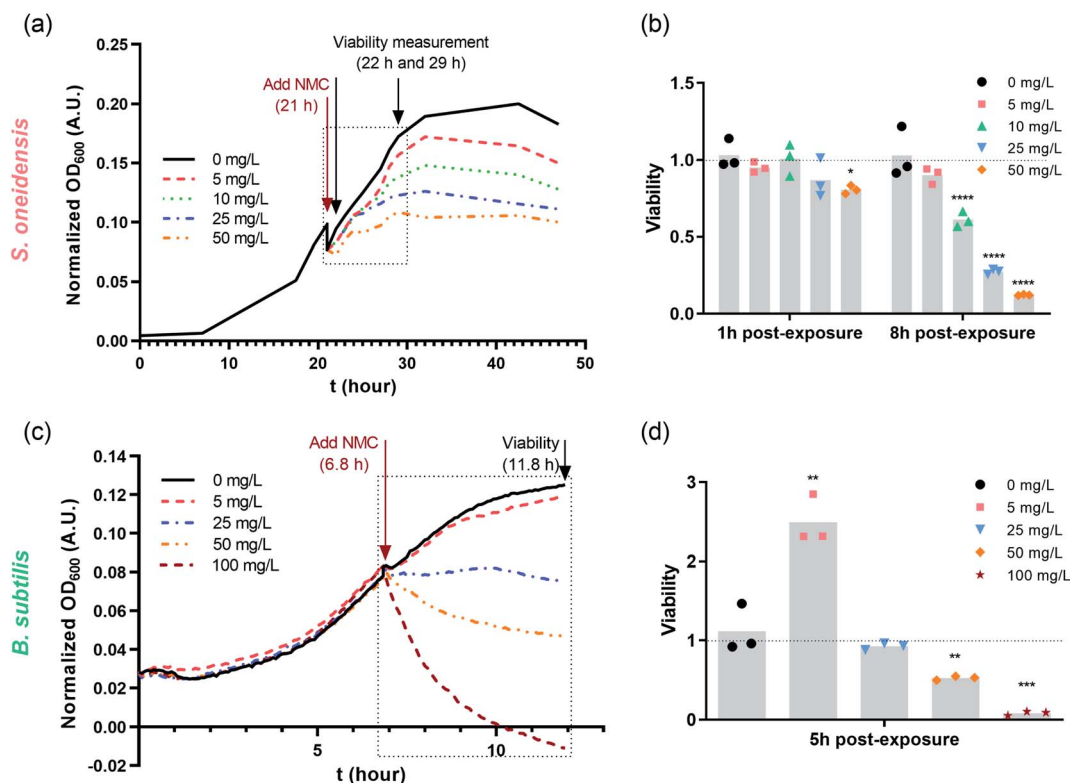 (a)
S. oneidensis
Normalized OD600 (A.U.)
0.25
0.20
0.15
0.10
0.05
0.00
0 mg/L
5 mg/L
10 mg/L
25 mg/L
50 mg/L
Add NMC
(21 h)
Viability measurement
(22 h and 29 h)
0
10
20
30
40
50
t (hour)
(b)
Viability
1.5
1.0
0.5
0.0
0 mg/L
5 mg/L
10 mg/L
25 mg/L
50 mg/L
*
****
****
****
1h post-exposure
8h post-exposure
(c)
B. subtilis
Normalized OD600 (A.U.)
0.14
0.12
0.10
0.08
0.06
0.04
0.02
0.00
-0.02
0 mg/L
5 mg/L
25 mg/L
50 mg/L
100 mg/L
Add NMC
(6.8 h)
Viability
(11.8 h)
5
10
t (hour)
(d)
Viability
3
2
1
0
0 mg/L
5 mg/L
25 mg/L
50 mg/L
100 mg/L
**
**
***
5h post-exposure